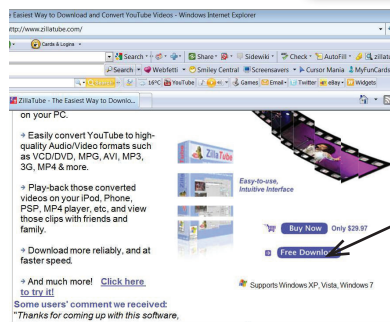 Easiest Way to Download and Convert YouTube Videos - Windows Internet Explorer
ttp://www.zillatube.com/
Cards & Logins
Search
Share
Sidewiki
Check
AutoFill
zillatu
Search
Webfetti
Smiley Central
Screensavers
Cursor Mania
MyFunCards
16°C
YouTube
Games
Email
Twitter
eBay
Widgets
ZillaTube - The Easiest Way to Downlo...
on your PC.
Easily convert YouTube to high-
quality Audio/Video formats such
as VCD/DVD, MPG, AVI, MP3,
3G, MP4 & more.
Play-back those converted
videos on your iPod, Phone,
PSP, MP4 player, etc, and view
those clips with friends and
family.
Download more reliably, and at
faster speed.
And much more! Click here
to try it!
Some users' comment we received:
"Thanks for coming up with this software,
ZillaTube
Easy-to-use,
Intuitive Interface
Buy Now Only $29.97
Free Downlo
Supports Windows XP, Vista, Windows 7